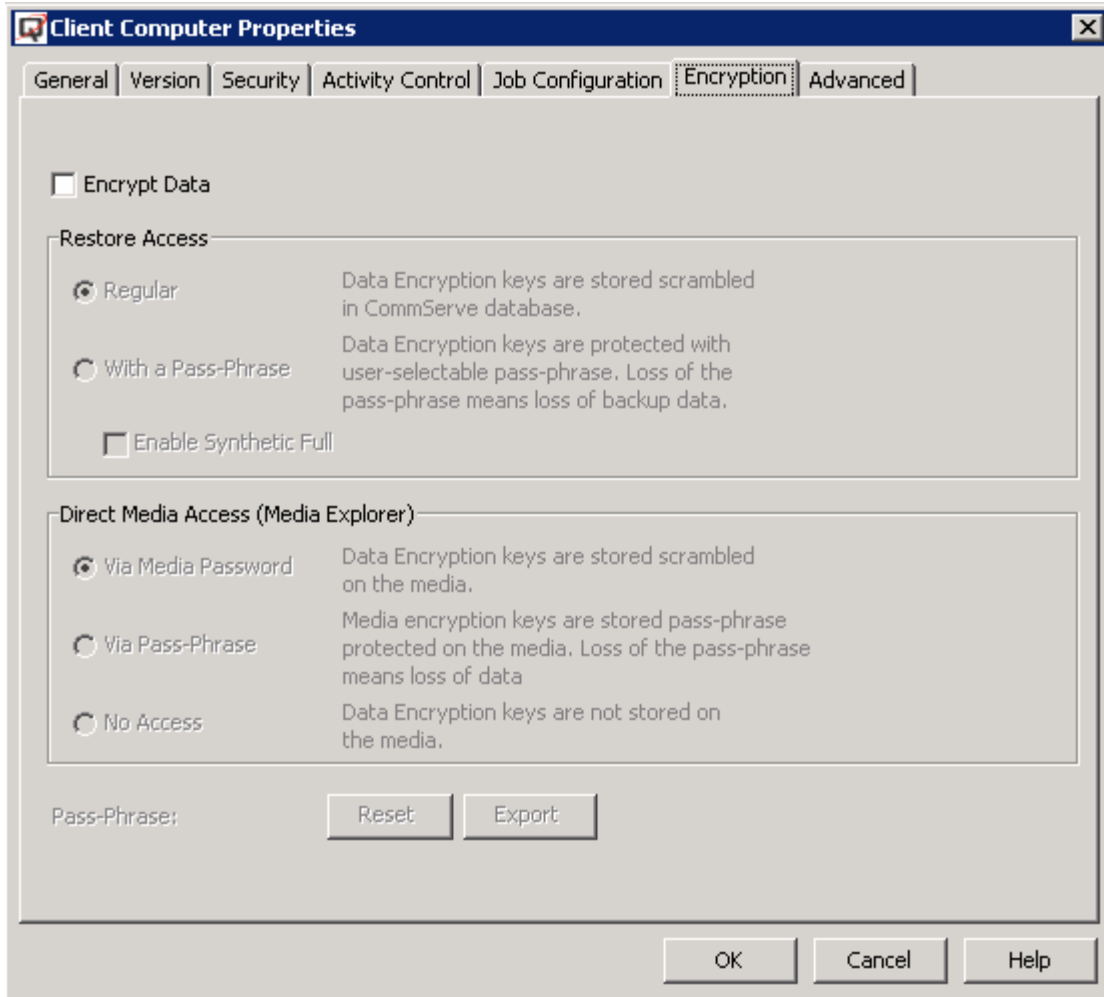 Client Computer Properties
General Version Security Activity Control Job Configuration Encryption Advanced
Encrypt Data
Restore Access
Regular
Data Encryption keys are stored scrambled
in CommServe database.
With a Pass-Phrase
Data Encryption keys are protected with
user-selectable pass-phrase. Loss of the
pass-phrase means loss of backup data.
Enable Synthetic Full
Direct Media Access (Media Explorer)
Via Media Password
Data Encryption keys are stored scrambled
on the media.
Via Pass-Phrase
Media encryption keys are stored pass-phrase
protected on the media. Loss of the pass-phrase
means loss of data
No Access
Data Encryption keys are not stored on
the media.
Pass-Phrase: Reset Export
OK Cancel Help